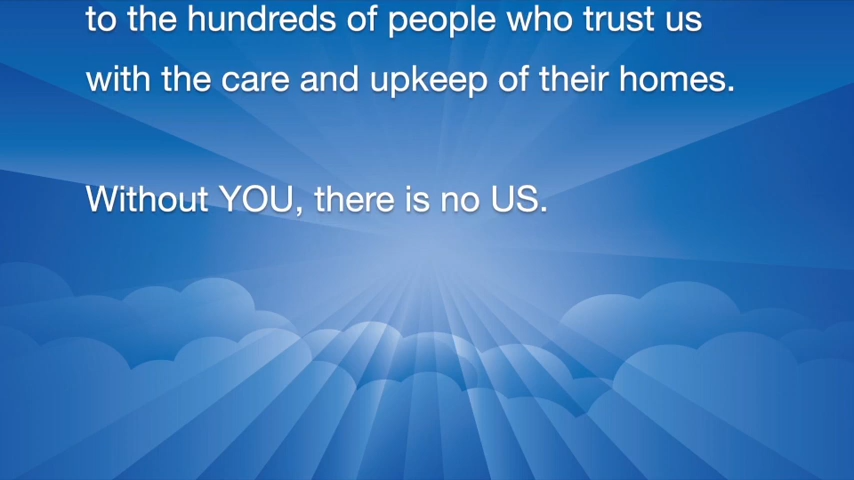 to the hundreds of people who trust us
with the care and upkeep of their homes.
Without YOU, there is no US.